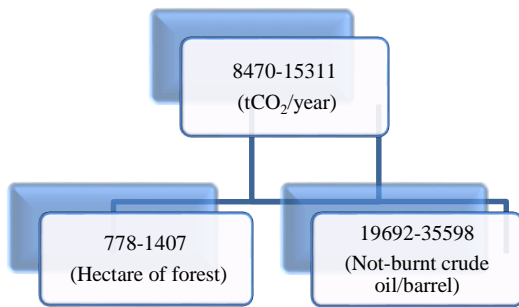 8470-15311
(tCO₂/year)
778-1407
(Hectare of forest)
19692-35598
(Not-burnt crude
oil/barrel)